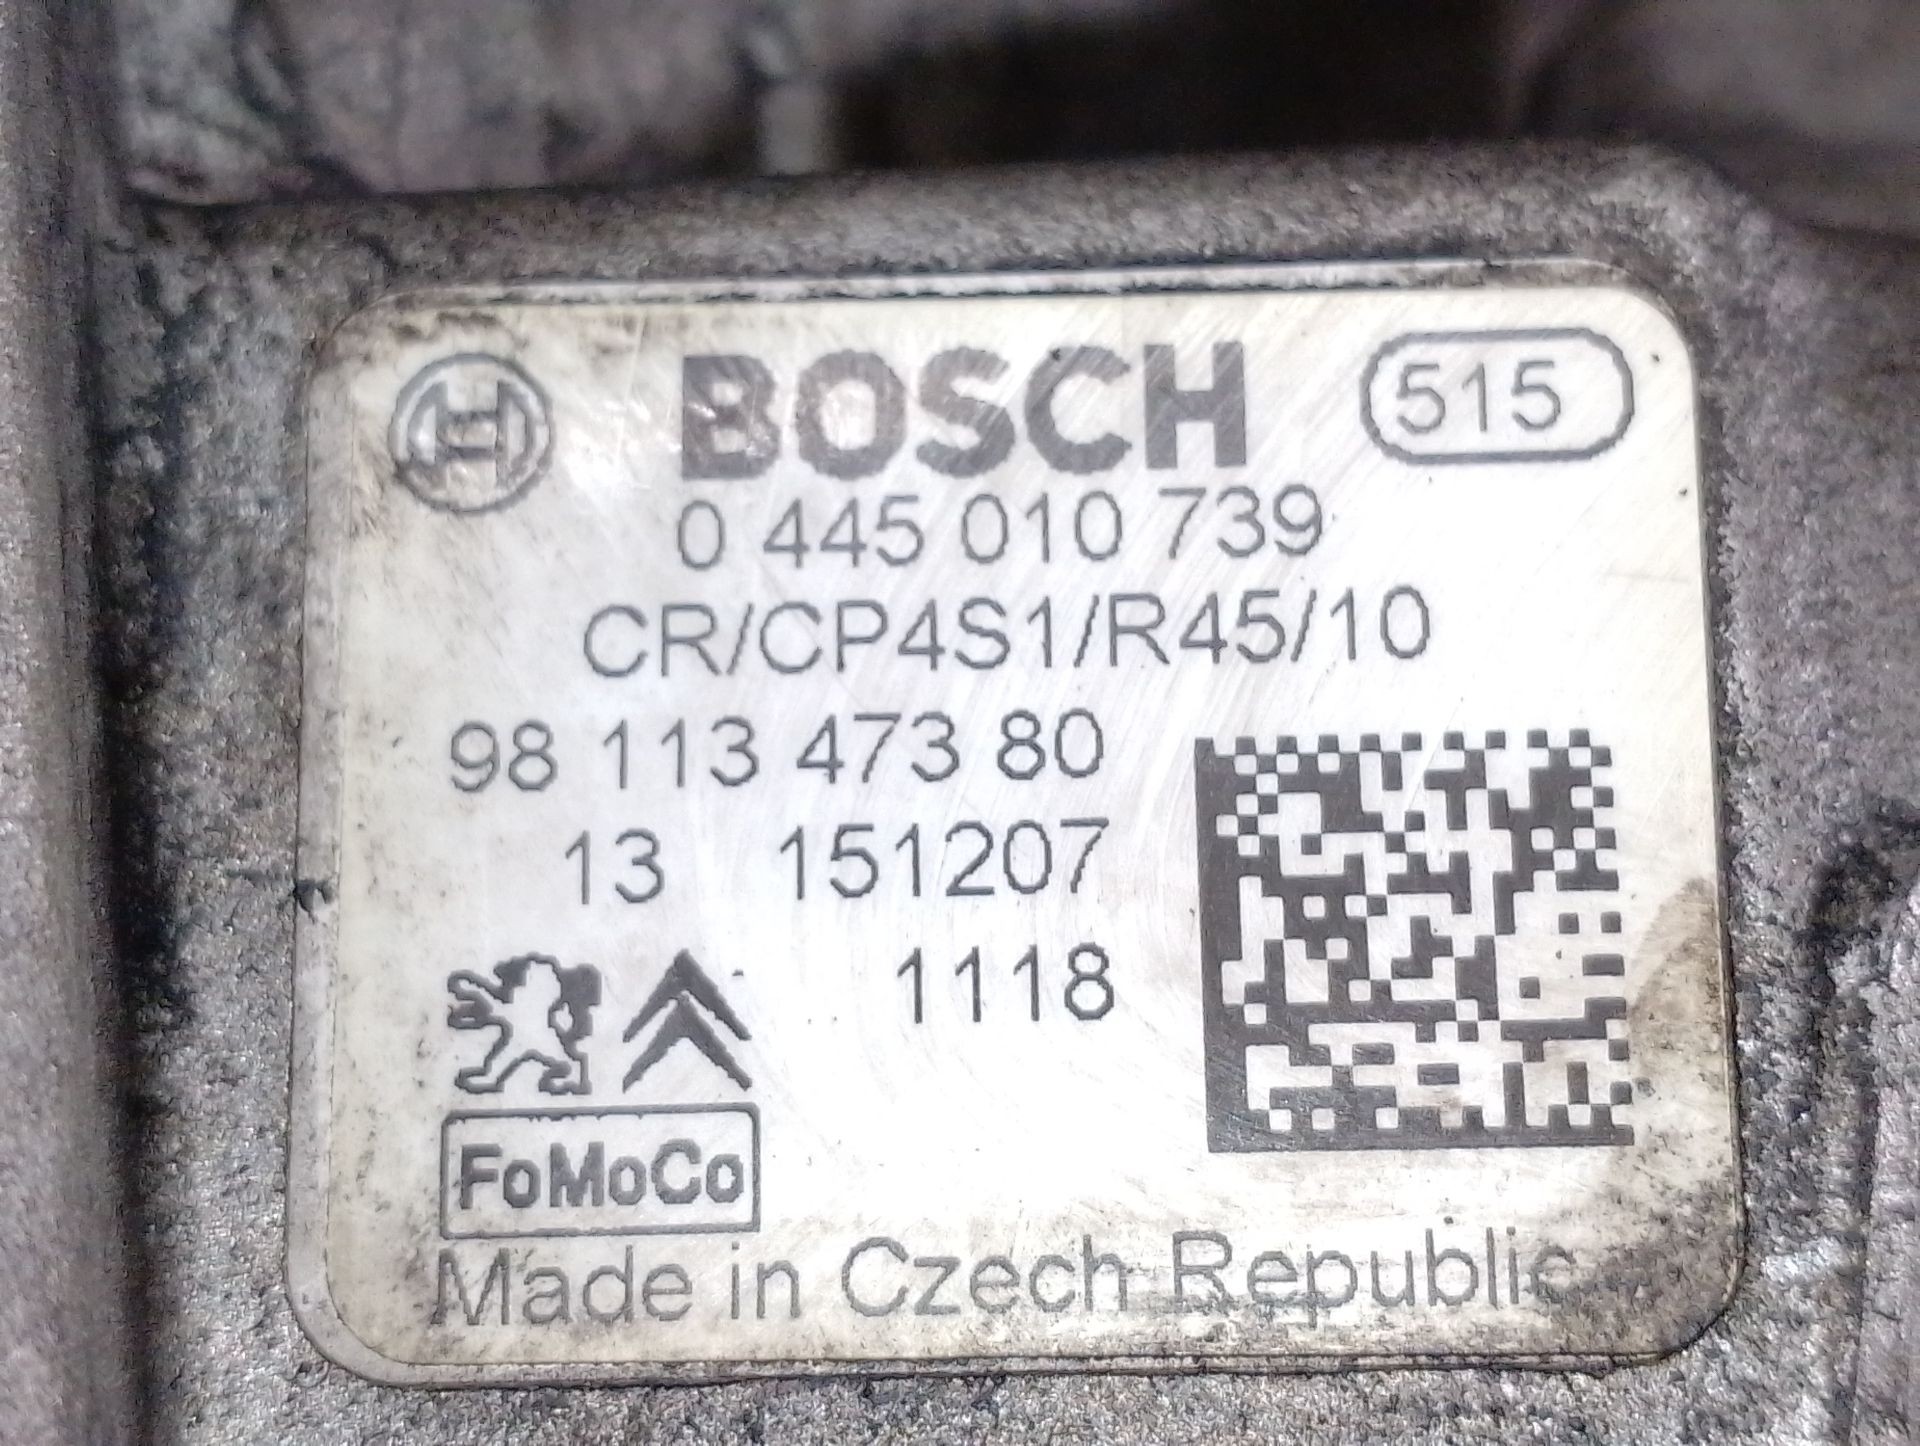 BOSCH 515
0 445 010 739
CR/CP4S1/R45/10
98 113 473 80
13 151207
1118
FoMoCo
Made in Czech Republic